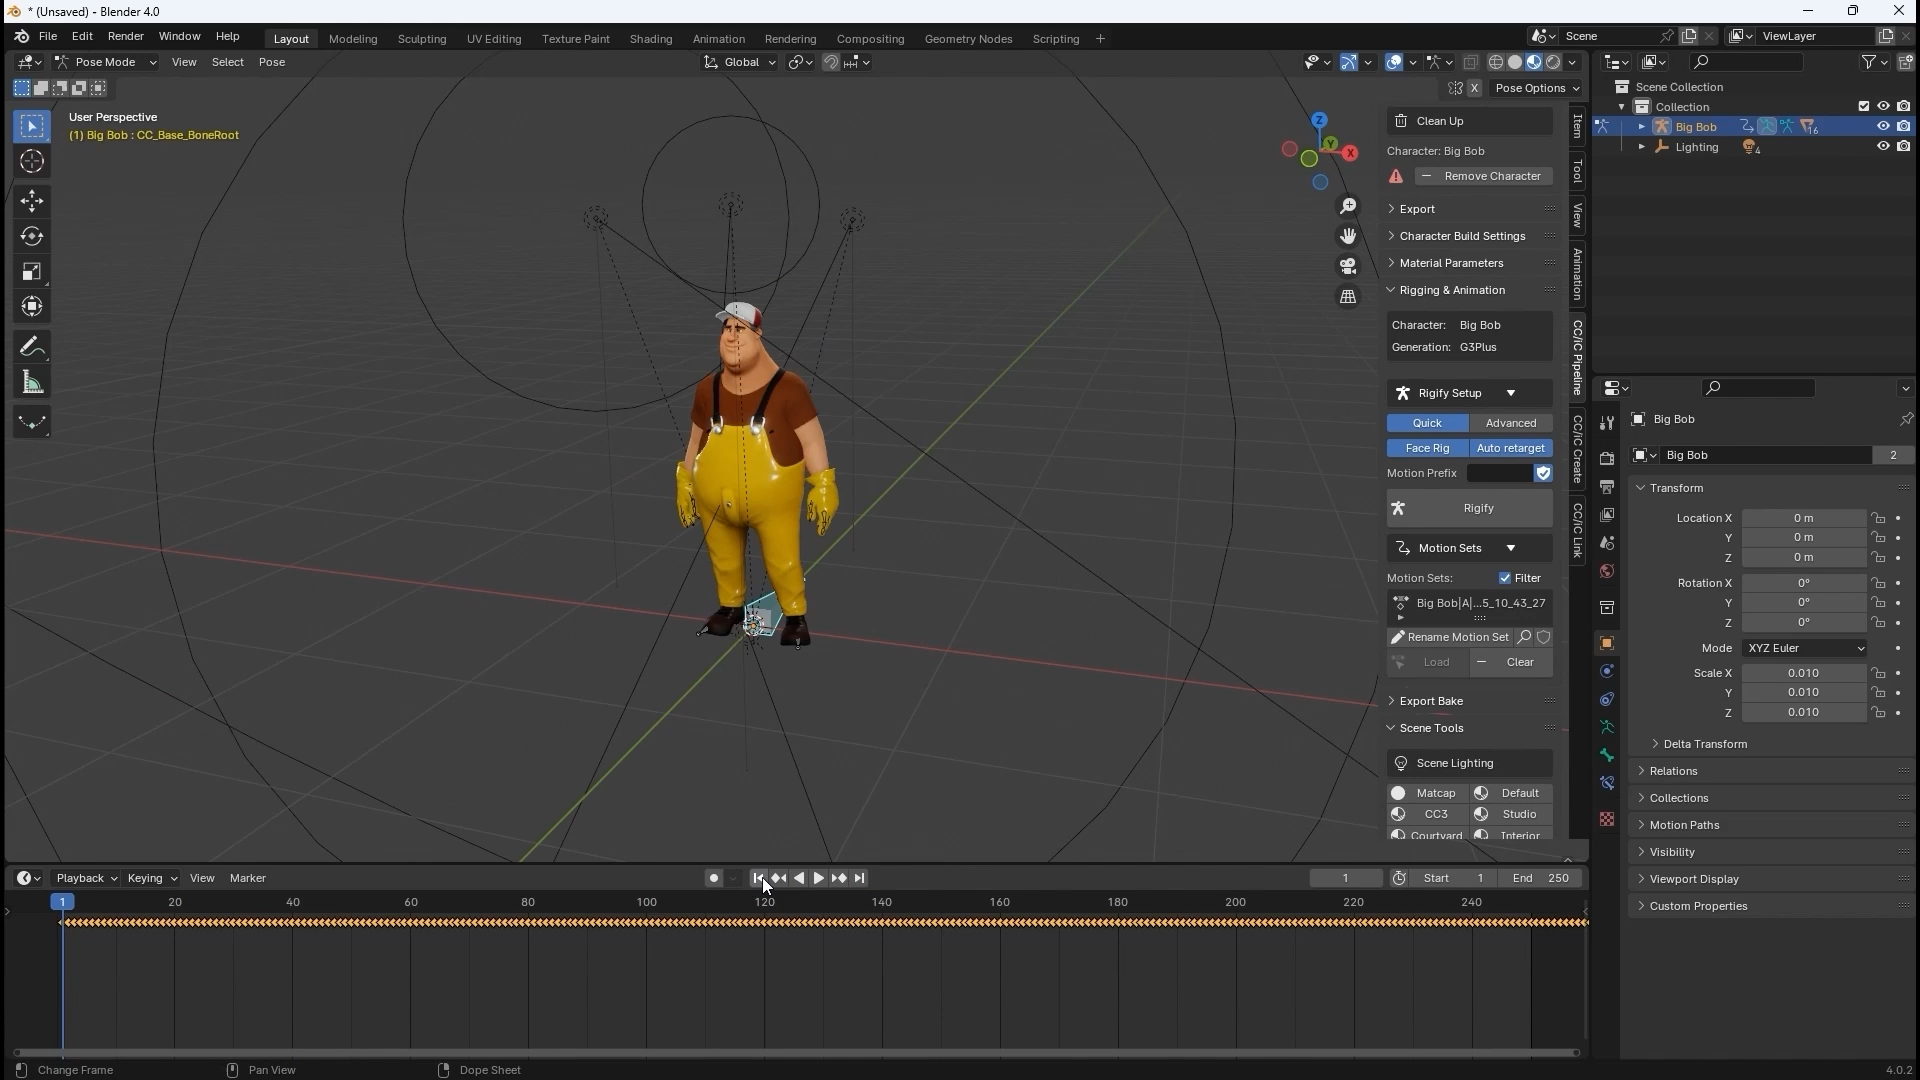 * (Unsaved) - Blender 4.0
File Edit Render Window Help
Layout Modeling Sculpting UV Editing Texture Paint Shading Animation Rendering Compositing Geometry Nodes Scripting +
Scene
ViewLayer
Pose Mode View Select Pose
Global
X Pose Options
User Perspective
(1) Big Bob : CC_Base_BoneRoot
Z
Y
X
Clean Up
Character: Big Bob
Remove Character
Export
Character Build Settings
Material Parameters
Rigging & Animation
Character: Big Bob
Generation: G3Plus
Rigify Setup
Quick Advanced
Face Rig Auto retarget
Motion Prefix
Rigify
Motion Sets
Motion Sets: Filter
Big Bob|A|...5_10_43_27
Rename Motion Set
Load Clear
Export Bake
Scene Tools
Scene Lighting
Matcap Default
CC3 Studio
Courtyard Interior
Item
Tool
View
Animation
CC/iC Pipeline
CC/iC Create
CC/iC Link
Scene Collection
Collection
Big Bob 16
Lighting 4
Big Bob
Big Bob 2
Transform
Location X 0 m
Y 0 m
Z 0 m
Rotation X 0°
Y 0°
Z 0°
Mode XYZ Euler
Scale X 0.010
Y 0.010
Z 0.010
Delta Transform
Relations
Collections
Motion Paths
Visibility
Viewport Display
Custom Properties
Playback Keying View Marker
1 Start 1 End 250
1 20 40 60 80 100 120 140 160 180 200 220 240
Change Frame Pan View Dope Sheet
4.0.2